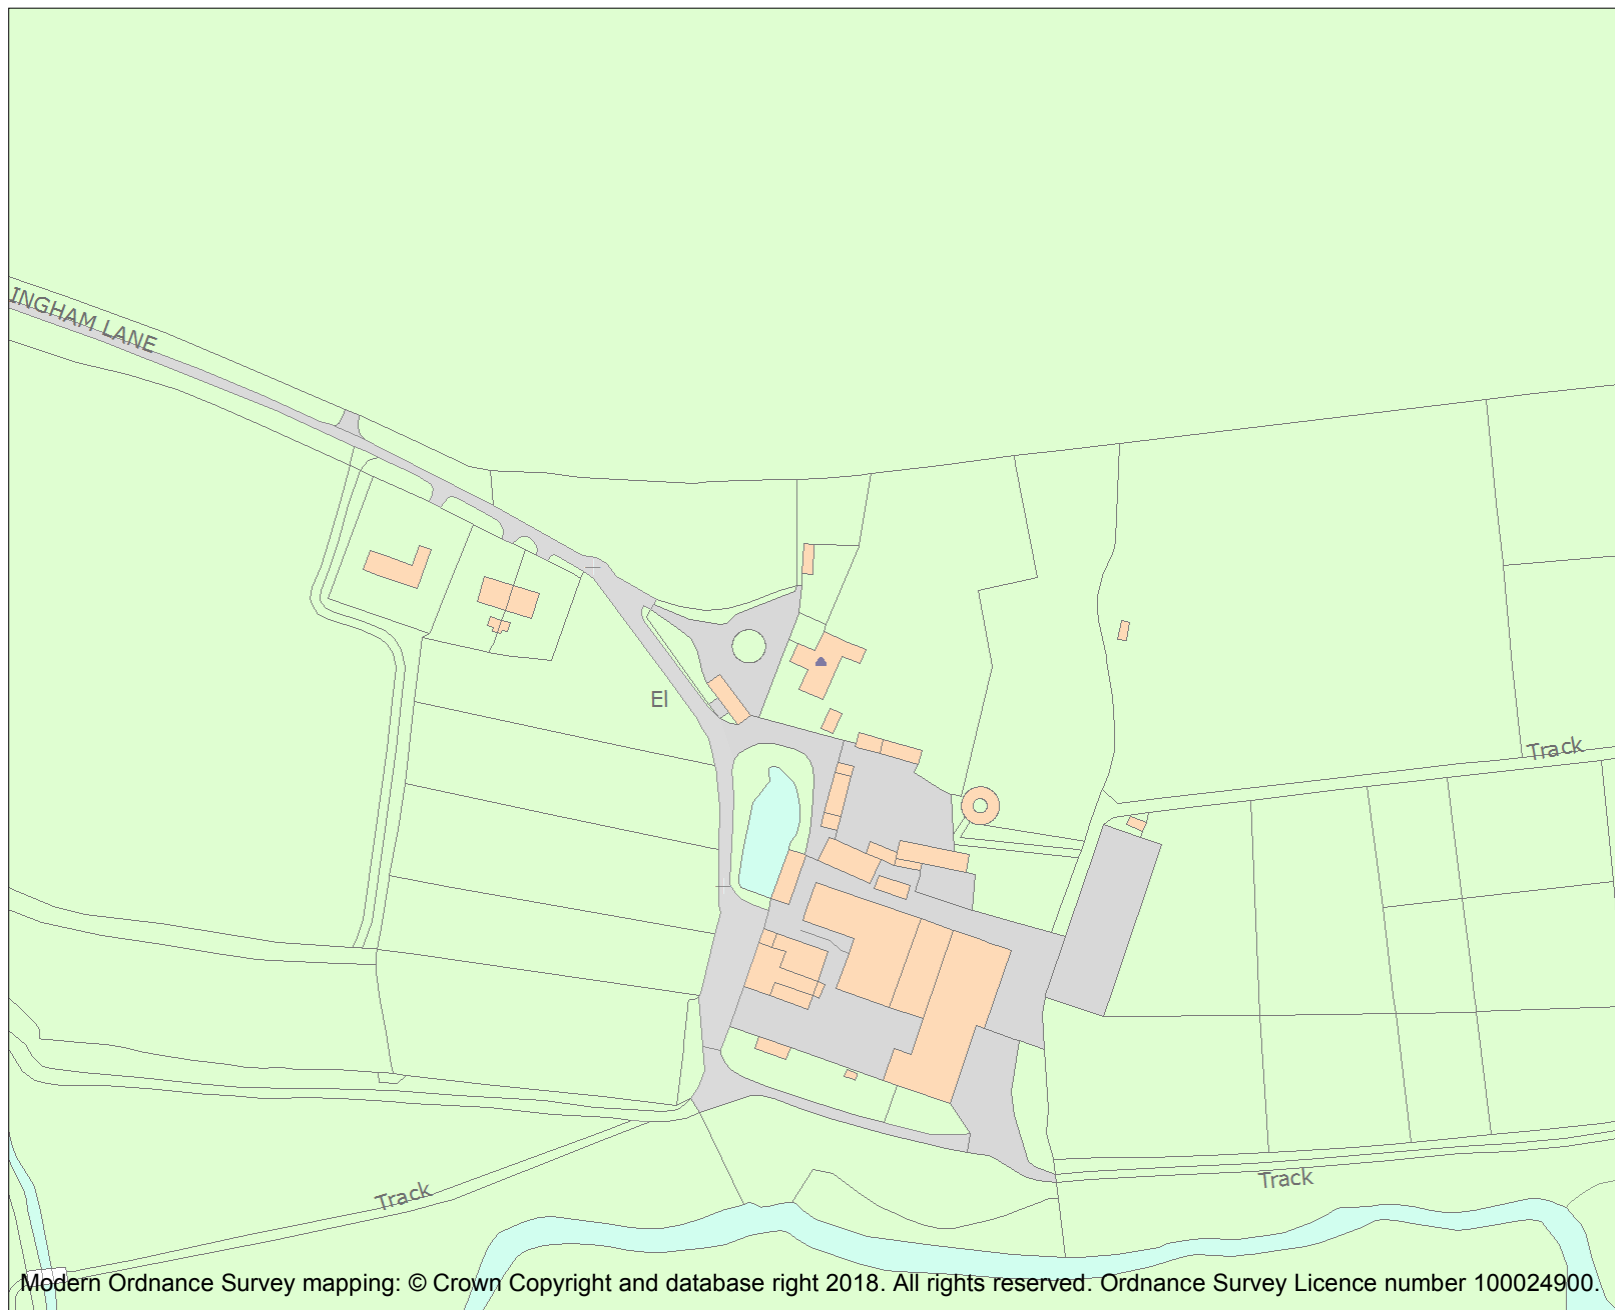 INGHAM LANE
El
Track
Track
Track
Modern Ordnance Survey mapping: © Crown Copyright and database right 2018. All rights reserved. Ordnance Survey Licence number 100024900.